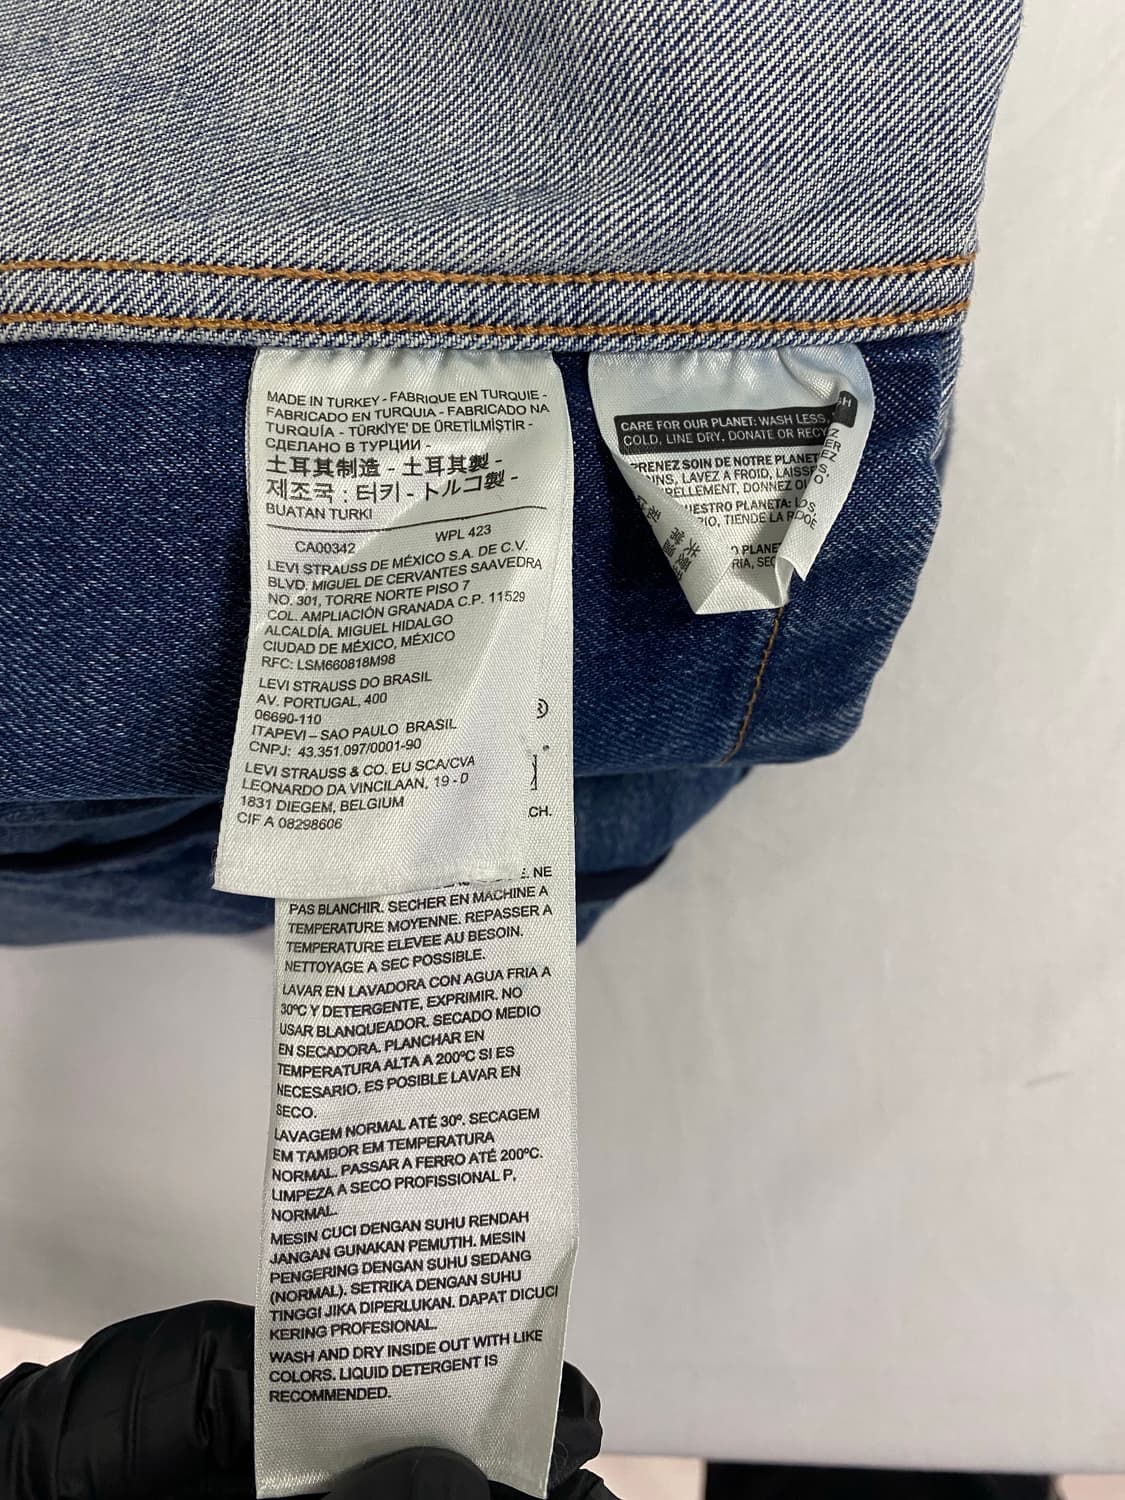 MADE IN TURKEY - FABRIQUE EN TURQUIE -
FABRICADO EN TURQUIA - FABRICADO NA
TURQUÍA - TÜRKİYE' DE ÜRETİLMİŞTİR -
СДЕЛАНО В ТУРЦИИ -
土耳其制造 - 土耳其製 -
제조국 : 터키 - トルコ製 -
BUATAN TURKI
CA00342 WPL 423
LEVI STRAUSS DE MÉXICO S.A. DE C.V.
BLVD. MIGUEL DE CERVANTES SAAVEDRA
NO. 301, TORRE NORTE PISO 7
COL. AMPLIACIÓN GRANADA C.P. 11529
ALCALDÍA. MIGUEL HIDALGO
CIUDAD DE MÉXICO, MÉXICO
RFC: LSM660818M98
LEVI STRAUSS DO BRASIL
AV. PORTUGAL, 400
06690-110
ITAPEVI – SAO PAULO BRASIL
CNPJ: 43.351.097/0001-90
LEVI STRAUSS & CO. EU SCA/CVA
LEONARDO DA VINCILAAN, 19 - D
1831 DIEGEM, BELGIUM
CIF A 08298606
CH.
NE
PAS BLANCHIR. SECHER EN MACHINE A
TEMPERATURE MOYENNE. REPASSER A
TEMPERATURE ELEVEE AU BESOIN.
NETTOYAGE A SEC POSSIBLE.
LAVAR EN LAVADORA CON AGUA FRIA A
30ºC Y DETERGENTE, EXPRIMIR. NO
USAR BLANQUEADOR. SECADO MEDIO
EN SECADORA. PLANCHAR EN
TEMPERATURA ALTA A 200ºC SI ES
NECESARIO. ES POSIBLE LAVAR EN
SECO.
LAVAGEM NORMAL ATÉ 30º. SECAGEM
EM TAMBOR EM TEMPERATURA
NORMAL. PASSAR A FERRO ATÉ 200ºC.
LIMPEZA A SECO PROFISSIONAL P,
NORMAL.
MESIN CUCI DENGAN SUHU RENDAH
JANGAN GUNAKAN PEMUTIH. MESIN
PENGERING DENGAN SUHU SEDANG
(NORMAL). SETRIKA DENGAN SUHU
TINGGI JIKA DIPERLUKAN. DAPAT DICUCI
KERING PROFESIONAL.
WASH AND DRY INSIDE OUT WITH LIKE
COLORS. LIQUID DETERGENT IS
RECOMMENDED.
CARE FOR OUR PLANET: WASH LESS,
COLD, LINE DRY, DONATE OR RECY
PRENEZ SOIN DE NOTRE PLANET
INS, LAVEZ A FROID, LAISSE
RELLEMENT, DONNEZ OU
UESTRO PLANETA:
PIO, TIENDE LA R
O PLANE
RIA, SEC